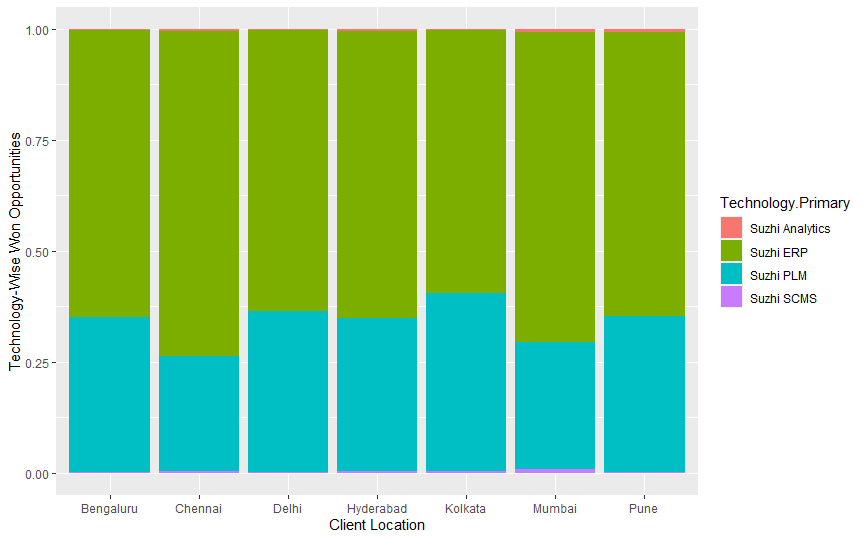 Technology-Wise Won Opportunities
1.00
0.75
0.50
0.25
0.00
Bengaluru Chennai Delhi Hyderabad Kolkata Mumbai Pune
Client Location
Technology.Primary
Suzhi Analytics
Suzhi ERP
Suzhi PLM
Suzhi SCMS